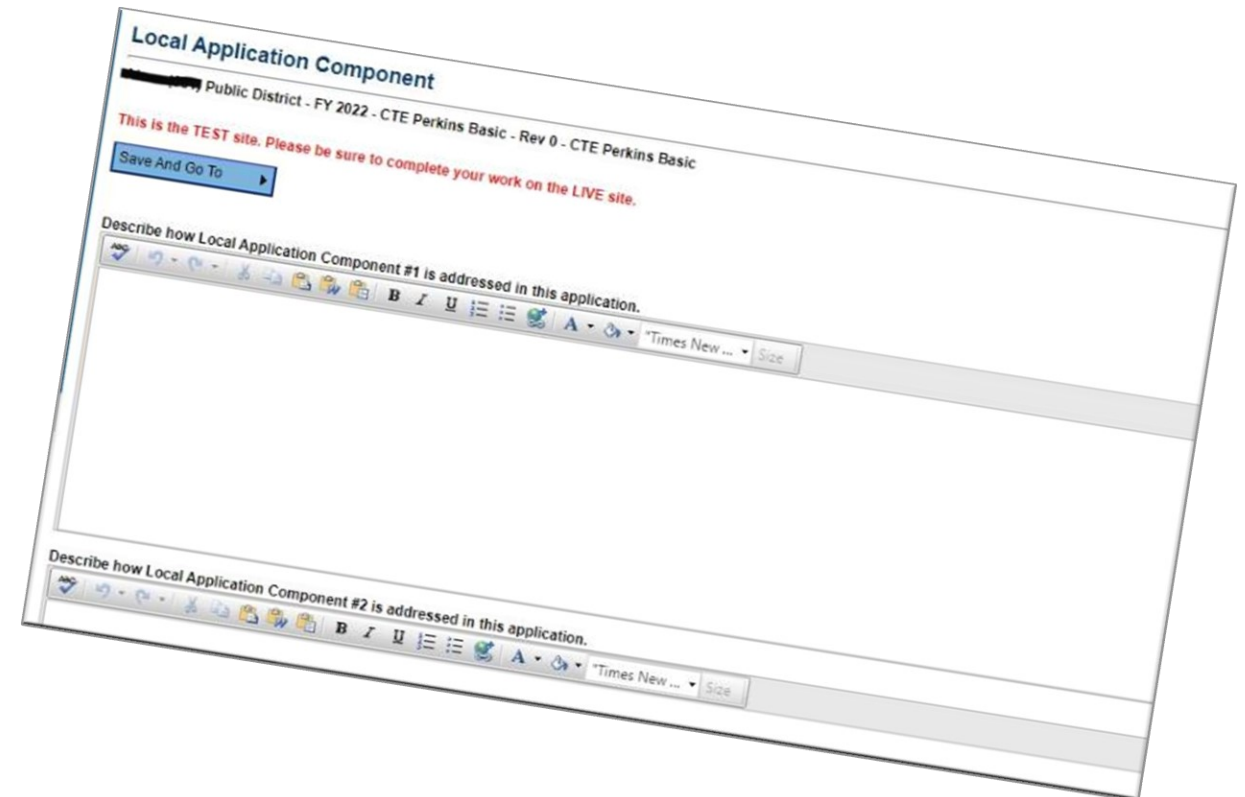 Local Application Component
Public District - FY 2022 - CTE Perkins Basic - Rev 0 - CTE Perkins Basic
This is the TEST site. Please be sure to complete your work on the LIVE site.
Save And Go To
Describe how Local Application Component #1 is addressed in this application.
ABC B I U A "Times New ... Size
Describe how Local Application Component #2 is addressed in this application.
ABC B I U A "Times New ... Size